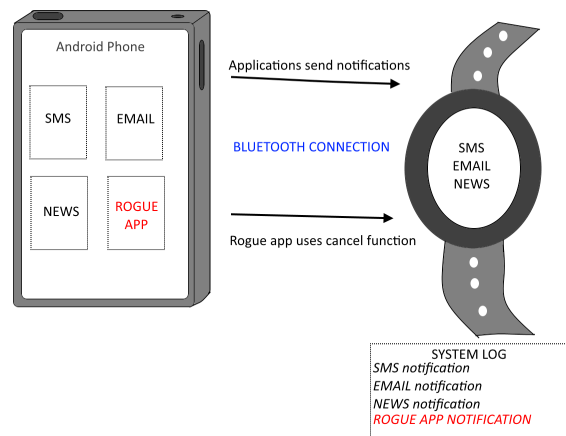 Android Phone
SMS
EMAIL
NEWS
ROGUE
APP
Applications send notifications
BLUETOOTH CONNECTION
Rogue app uses cancel function
SMS
EMAIL
NEWS
SYSTEM LOG
SMS notification
EMAIL notification
NEWS notification
ROGUE APP NOTIFICATION